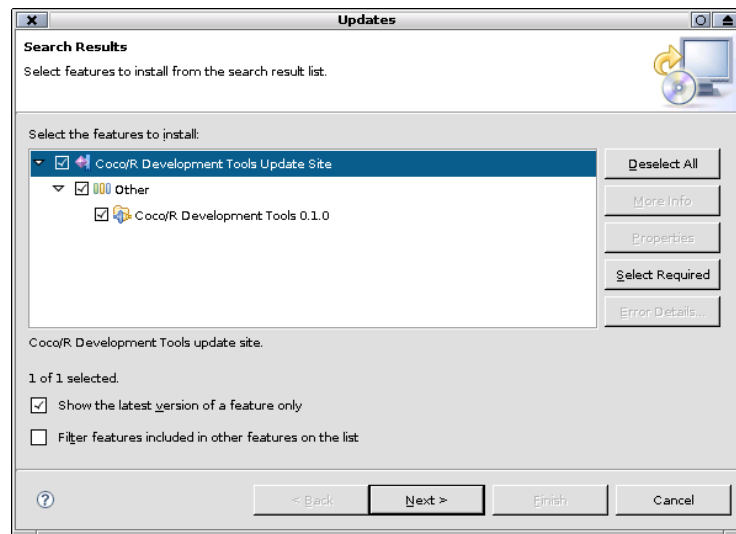 Updates
Search Results
Select features to install from the search result list.
Select the features to install:
Coco/R Development Tools Update Site
Other
Coco/R Development Tools 0.1.0
Deselect All
More Info
Properties
Select Required
Error Details...
Coco/R Development Tools update site.
1 of 1 selected.
Show the latest version of a feature only
Filter features included in other features on the list
?
< Back
Next >
Finish
Cancel